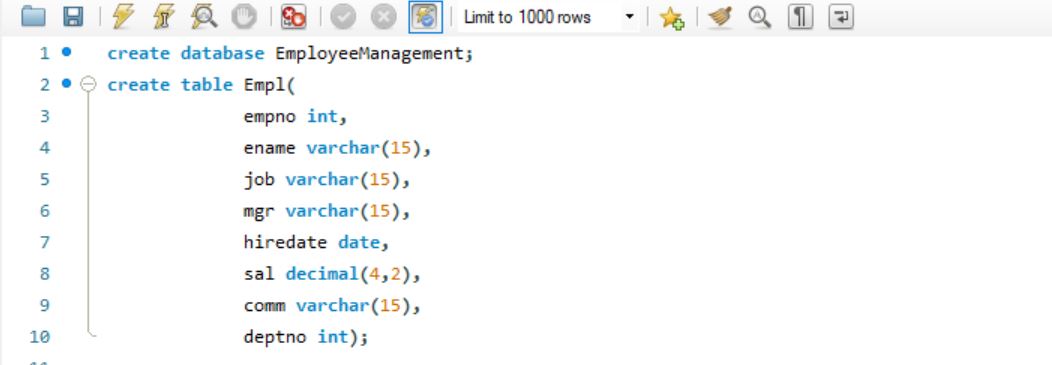 Limit to 1000 rows
1 create database EmployeeManagement;
2 create table Empl(
3 empno int,
4 ename varchar(15),
5 job varchar(15),
6 mgr varchar(15),
7 hiredate date,
8 sal decimal(4,2),
9 comm varchar(15),
10 deptno int);